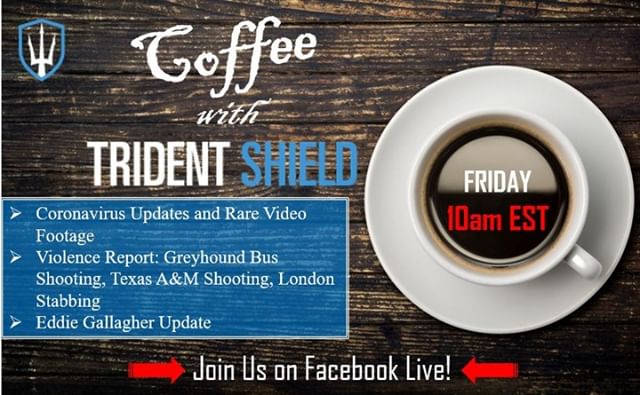 Coffee
with
TRIDENT SHIELD
FRIDAY
10am EST
➢ Coronavirus Updates and Rare Video
Footage
➢ Violence Report: Greyhound Bus
Shooting, Texas A&M Shooting, London
Stabbing
➢ Eddie Gallagher Update
Join Us on Facebook Live!